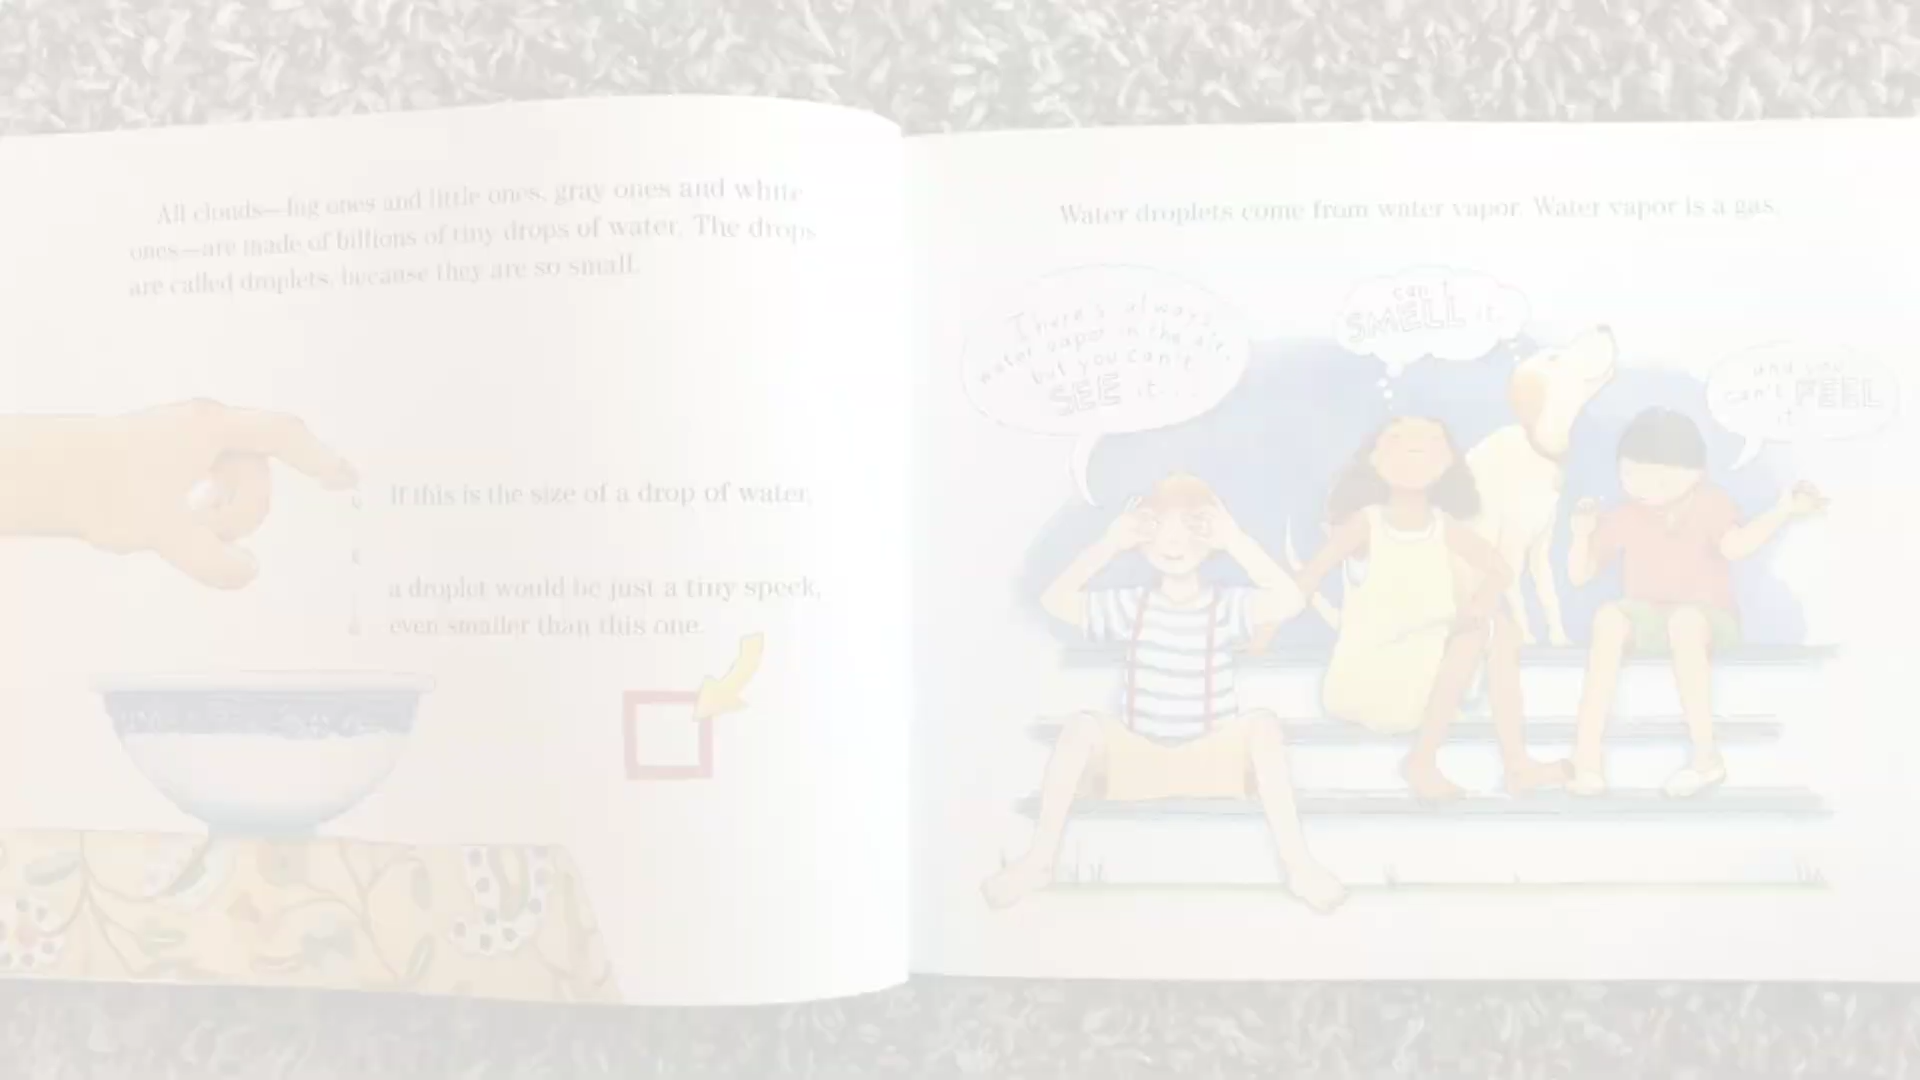 All clouds—big ones and little ones, gray ones and white
ones—are made of billions of tiny drops of water. The drops
are called droplets, because they are so small.
If this is the size of a drop of water,
a droplet would be just a tiny speck,
even smaller than this one.
Water droplets come from water vapor. Water vapor is a gas.
There's always
water vapor in the air,
but you can't
SEE it...
can't
SMELL it,
and you
can't FEEL
it.